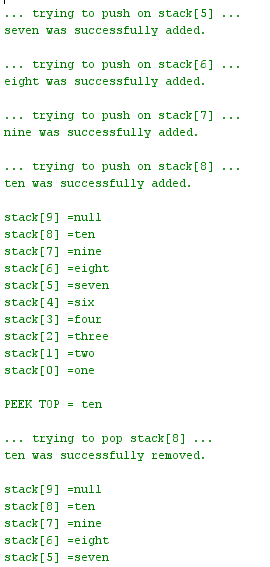 ... trying to push on stack[5] ...
seven was successfully added.
... trying to push on stack[6] ...
eight was successfully added.
... trying to push on stack[7] ...
nine was successfully added.
... trying to push on stack[8] ...
ten was successfully added.
stack[9] =null
stack[8] =ten
stack[7] =nine
stack[6] =eight
stack[5] =seven
stack[4] =six
stack[3] =four
stack[2] =three
stack[1] =two
stack[0] =one
PEEK TOP = ten
... trying to pop stack[8] ...
ten was successfully removed.
stack[9] =null
stack[8] =ten
stack[7] =nine
stack[6] =eight
stack[5] =seven